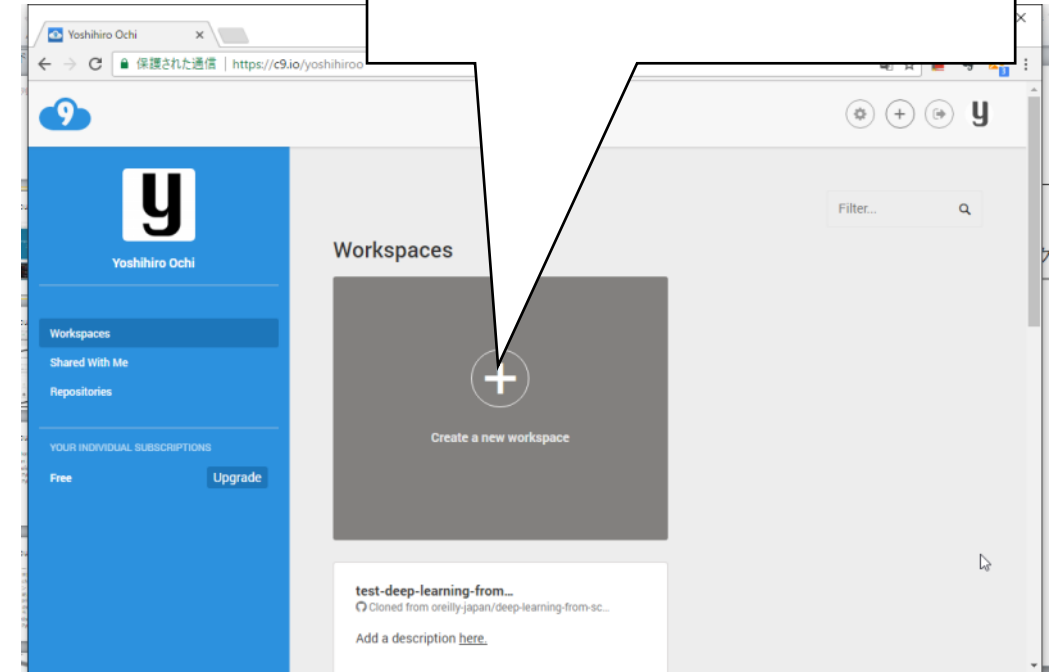 Yoshihiro Ochi
保護された通信 | https://c9.io/yoshihiroo
9
y
Filter...
y
Yoshihiro Ochi
Workspaces
Workspaces
Shared With Me
Repositories
Create a new workspace
YOUR INDIVIDUAL SUBSCRIPTIONS
Free Upgrade
test-deep-learning-from...
Cloned from oreilly-japan/deep-learning-from-sc...
Add a description here.